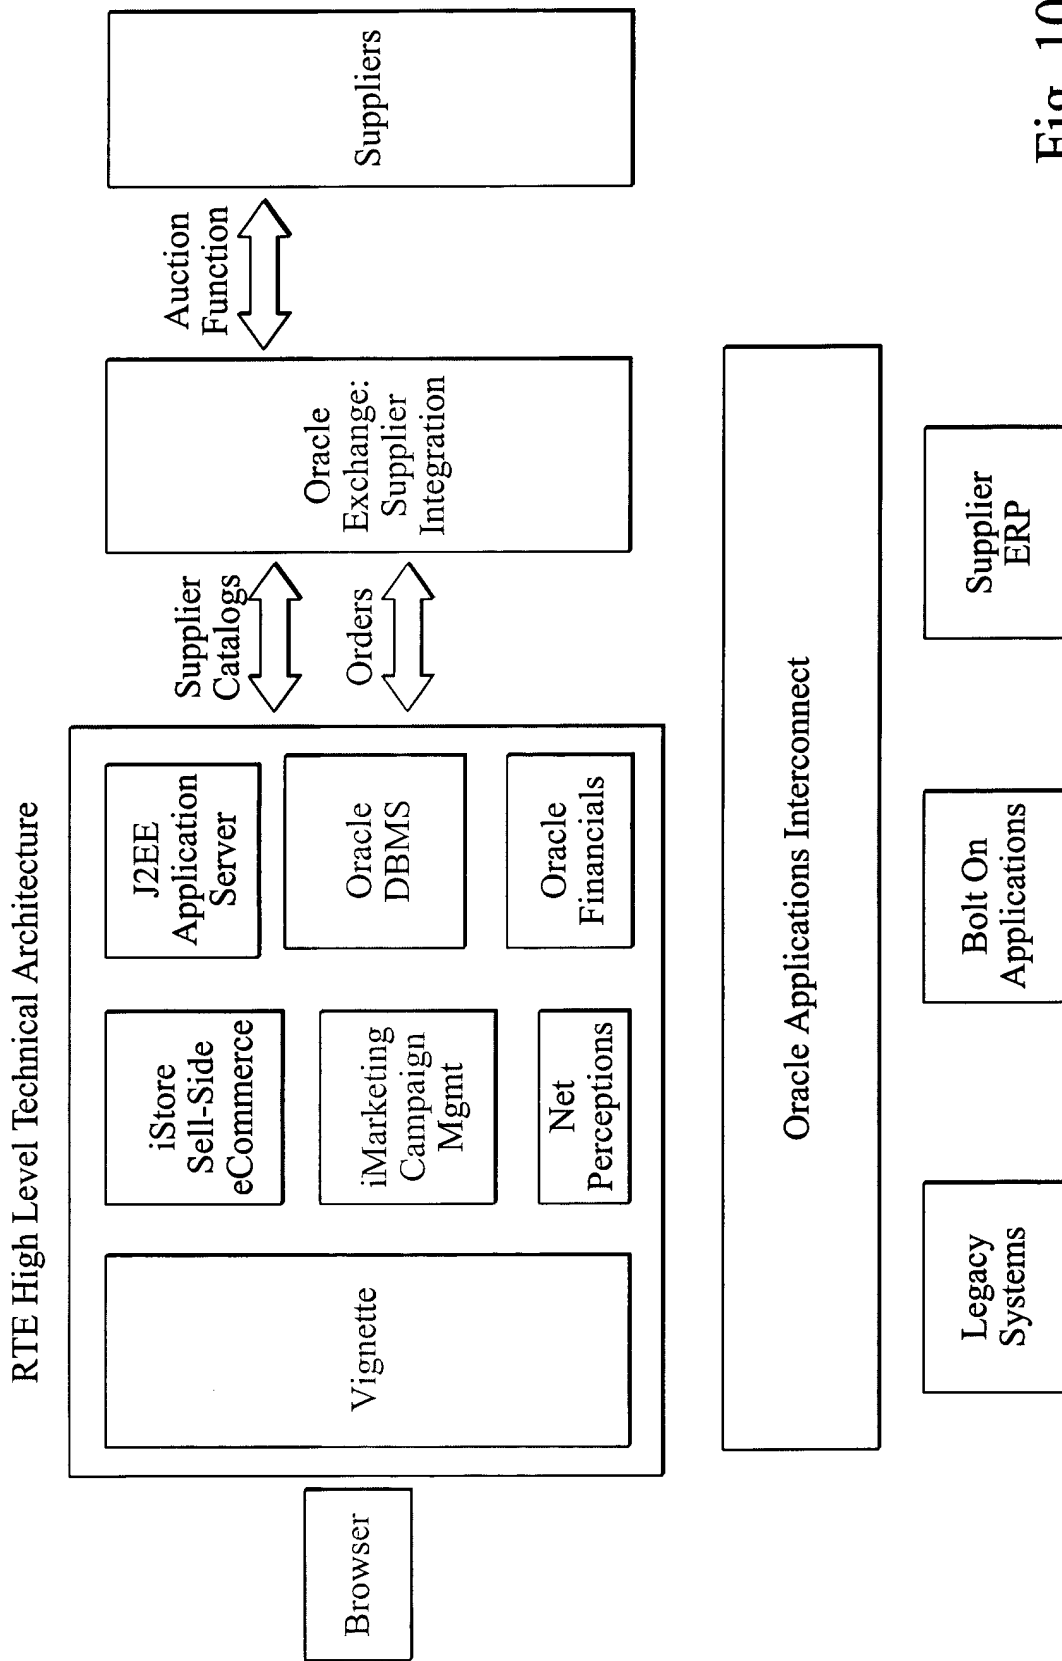 RTE High Level Technical Architecture
Browser
Vignette
iStore
Sell-Side
eCommerce
iMarketing
Campaign
Mgmt
Net
Perceptions
J2EE
Application
Server
Oracle
DBMS
Oracle
Financials
Supplier
Catalogs
Orders
Oracle
Exchange:
Supplier
Integration
Auction
Function
Suppliers
Oracle Applications Interconnect
Legacy
Systems
Bolt On
Applications
Supplier
ERP
Fig. 10